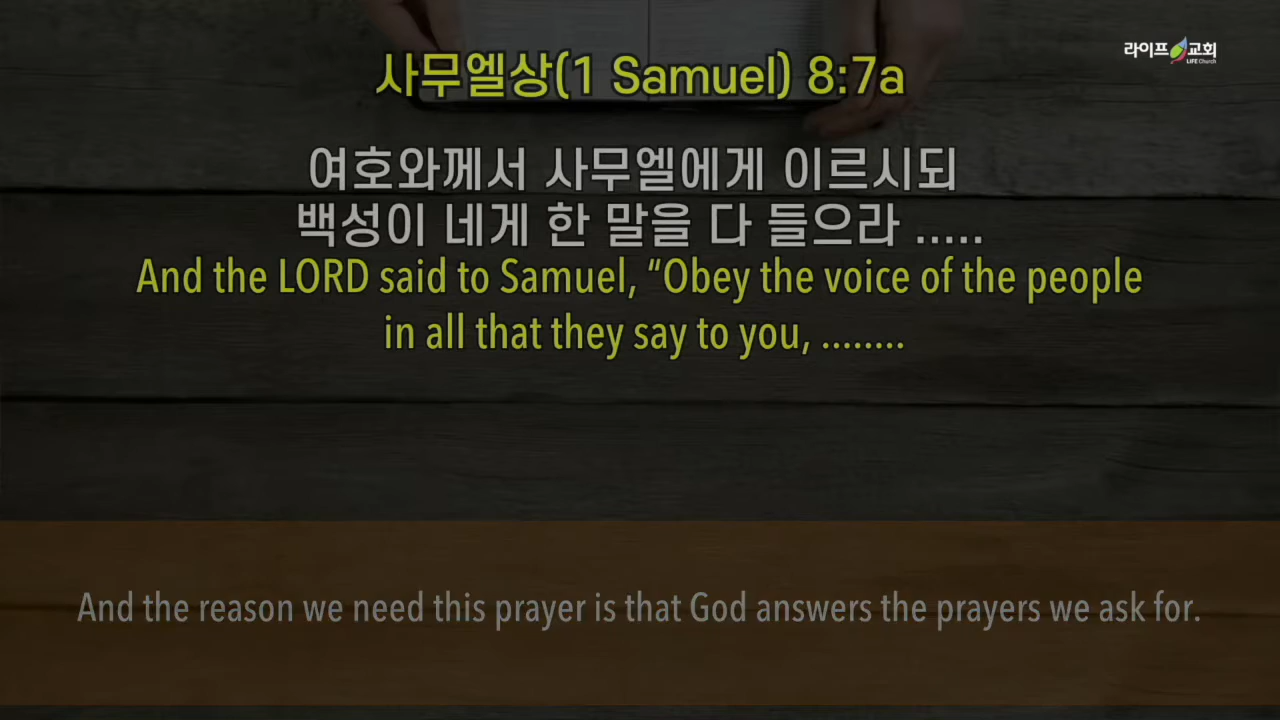 라이프교회
LIFE Church
사무엘상(1 Samuel) 8:7a
여호와께서 사무엘에게 이르시되
백성이 네게 한 말을 다 들으라 .....
And the LORD said to Samuel, “Obey the voice of the people
in all that they say to you, ........
And the reason we need this prayer is that God answers the prayers we ask for.